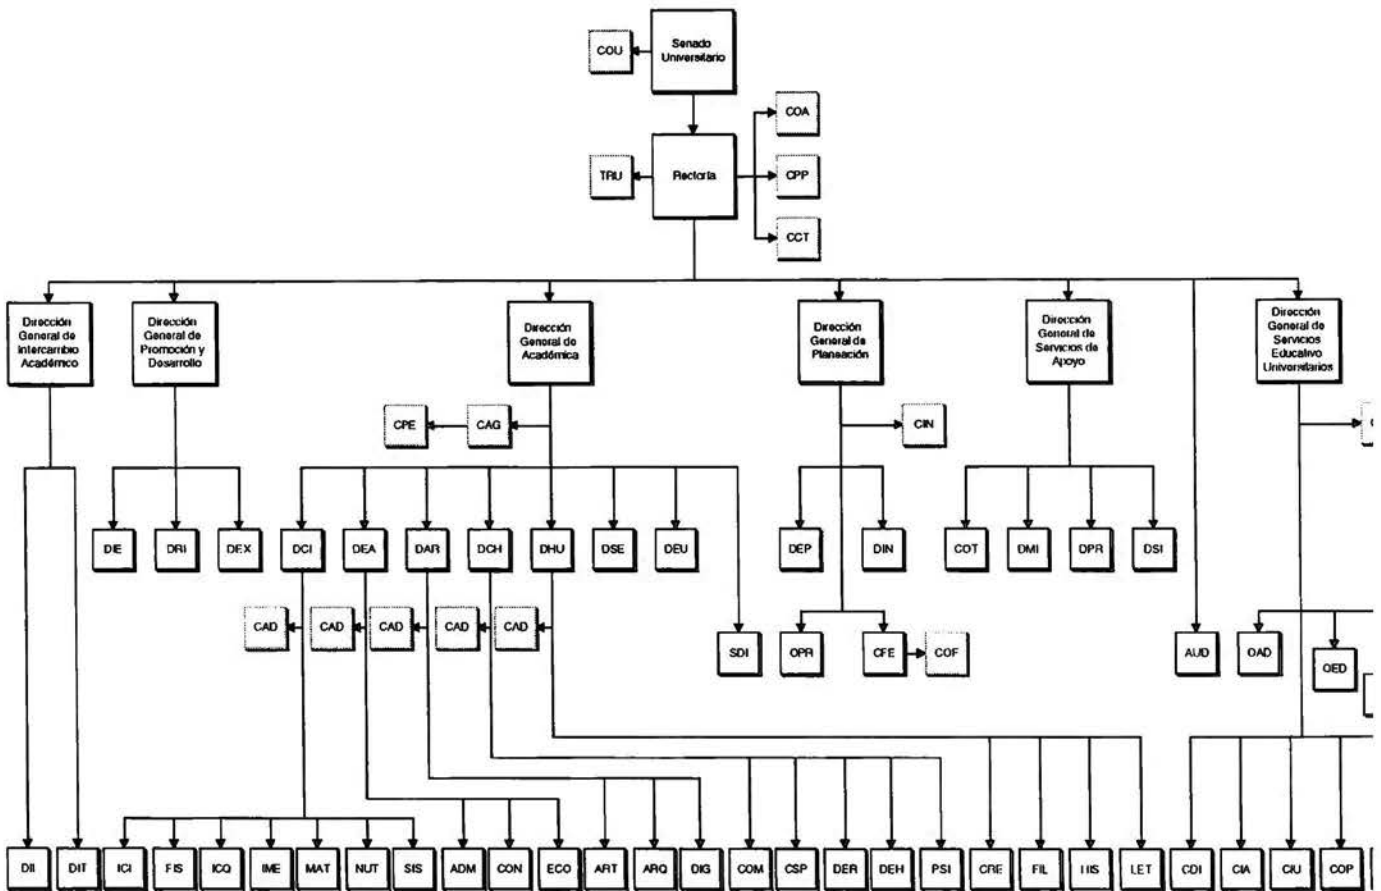 Senado
Universitario
COU
COA
TRU
Rectoría
CPP
CCT
Dirección
General de
Intercambio
Académico
Dirección
General de
Promoción y
Desarrollo
Dirección
General de
Académica
Dirección
General
de Planeación
Dirección
General de
Servicios de
Apoyo
Dirección
General de
Servicios
Educativo
Universitarios
CPE
CAG
CIN
DIE
DRI
DEX
DCI
DEA
DAR
DCH
DHU
DSE
DEU
DEP
DIN
COT
DMI
DPR
DSI
CAD
CAD
CAD
CAD
CAD
SDI
OPR
CFE
COF
AUD
OAD
OED
DII
DIT
ICI
FIS
ICQ
IME
MAT
NUT
SIS
ADM
CON
ECO
ART
ARQ
DIG
COM
CSP
DER
DEH
PSI
CRE
FIL
HIS
LET
CDI
CIA
CIU
COP